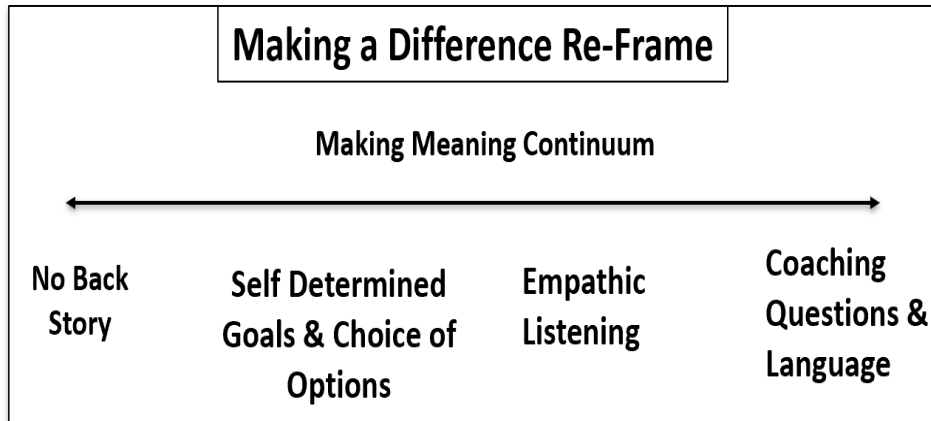 Making a Difference Re-Frame
Making Meaning Continuum
No Back
Story
Self Determined
Goals & Choice of
Options
Empathic
Listening
Coaching
Questions &
Language